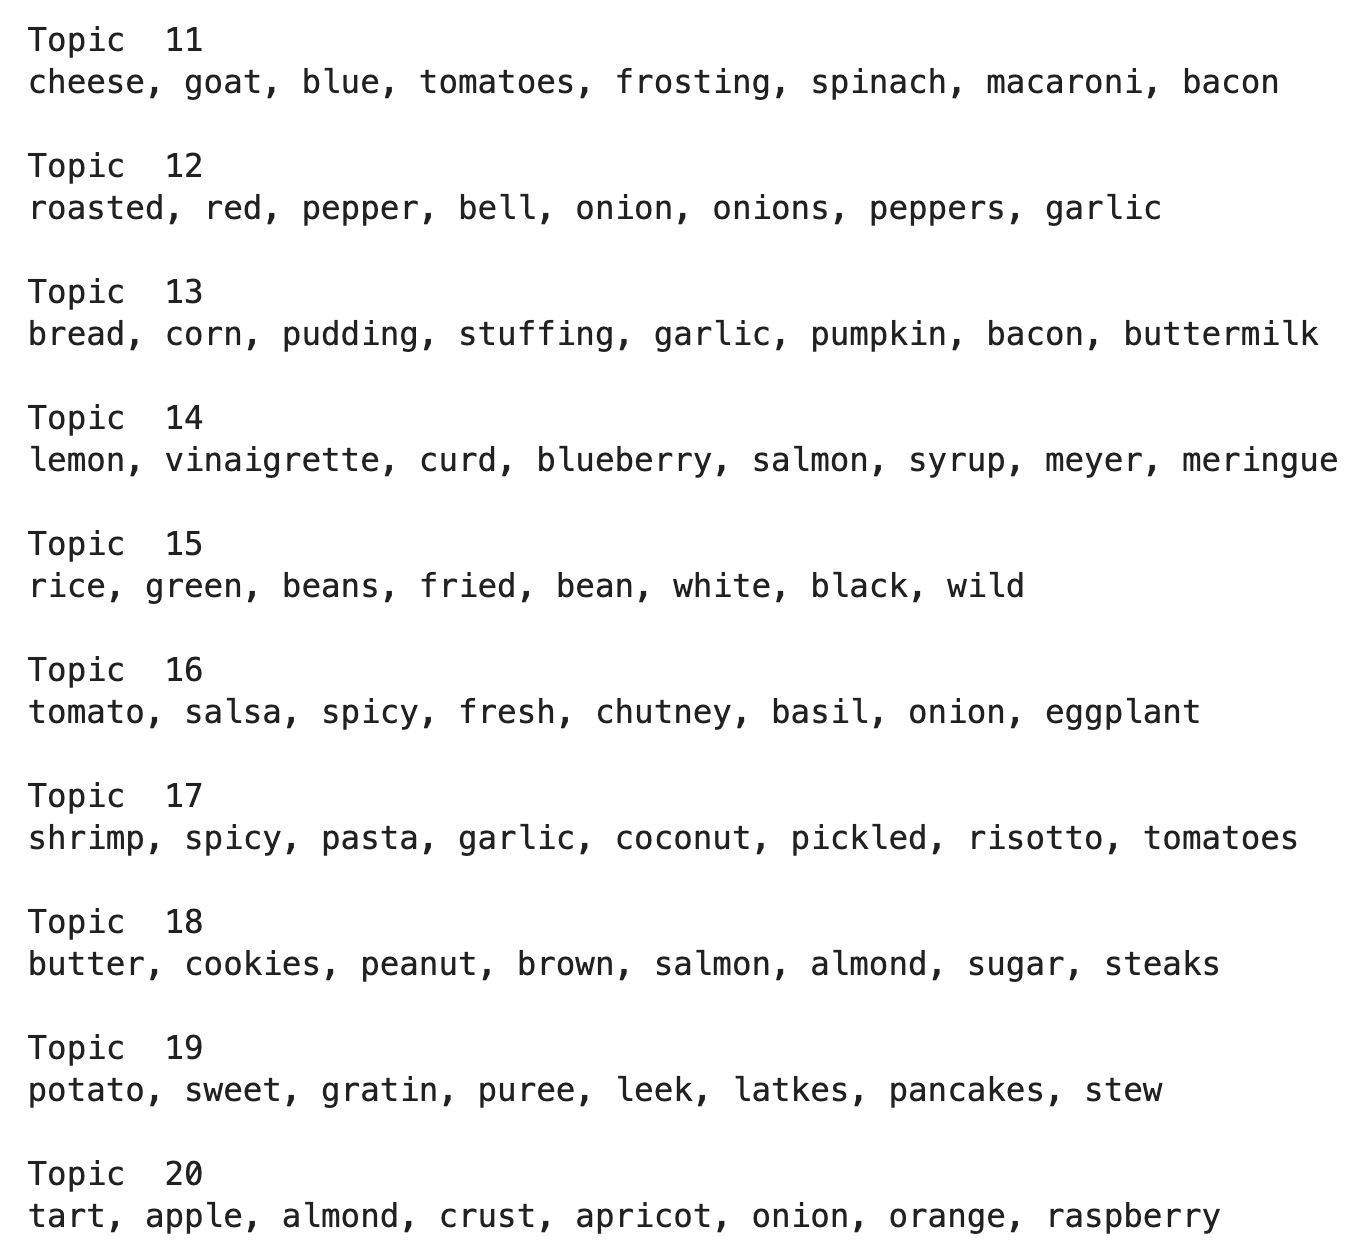 Topic  11
cheese, goat, blue, tomatoes, frosting, spinach, macaroni, bacon
Topic  12
roasted, red, pepper, bell, onion, onions, peppers, garlic
Topic  13
bread, corn, pudding, stuffing, garlic, pumpkin, bacon, buttermilk
Topic  14
lemon, vinaigrette, curd, blueberry, salmon, syrup, meyer, meringue
Topic  15
rice, green, beans, fried, bean, white, black, wild
Topic  16
tomato, salsa, spicy, fresh, chutney, basil, onion, eggplant
Topic  17
shrimp, spicy, pasta, garlic, coconut, pickled, risotto, tomatoes
Topic  18
butter, cookies, peanut, brown, salmon, almond, sugar, steaks
Topic  19
potato, sweet, gratin, puree, leek, latkes, pancakes, stew
Topic  20
tart, apple, almond, crust, apricot, onion, orange, raspberry